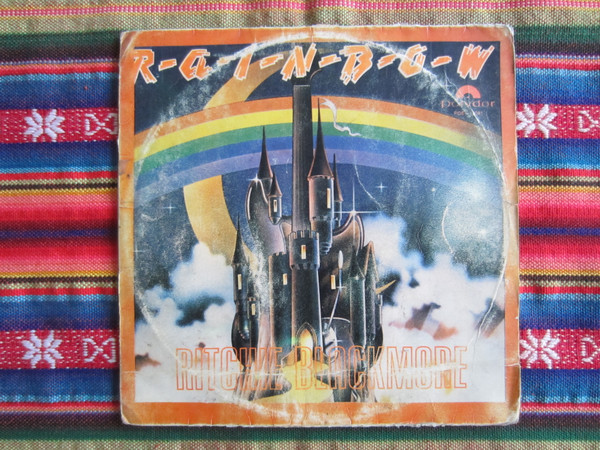 R-A-I-N-B-O-W
polydor
RITCHIE BLACKMORE